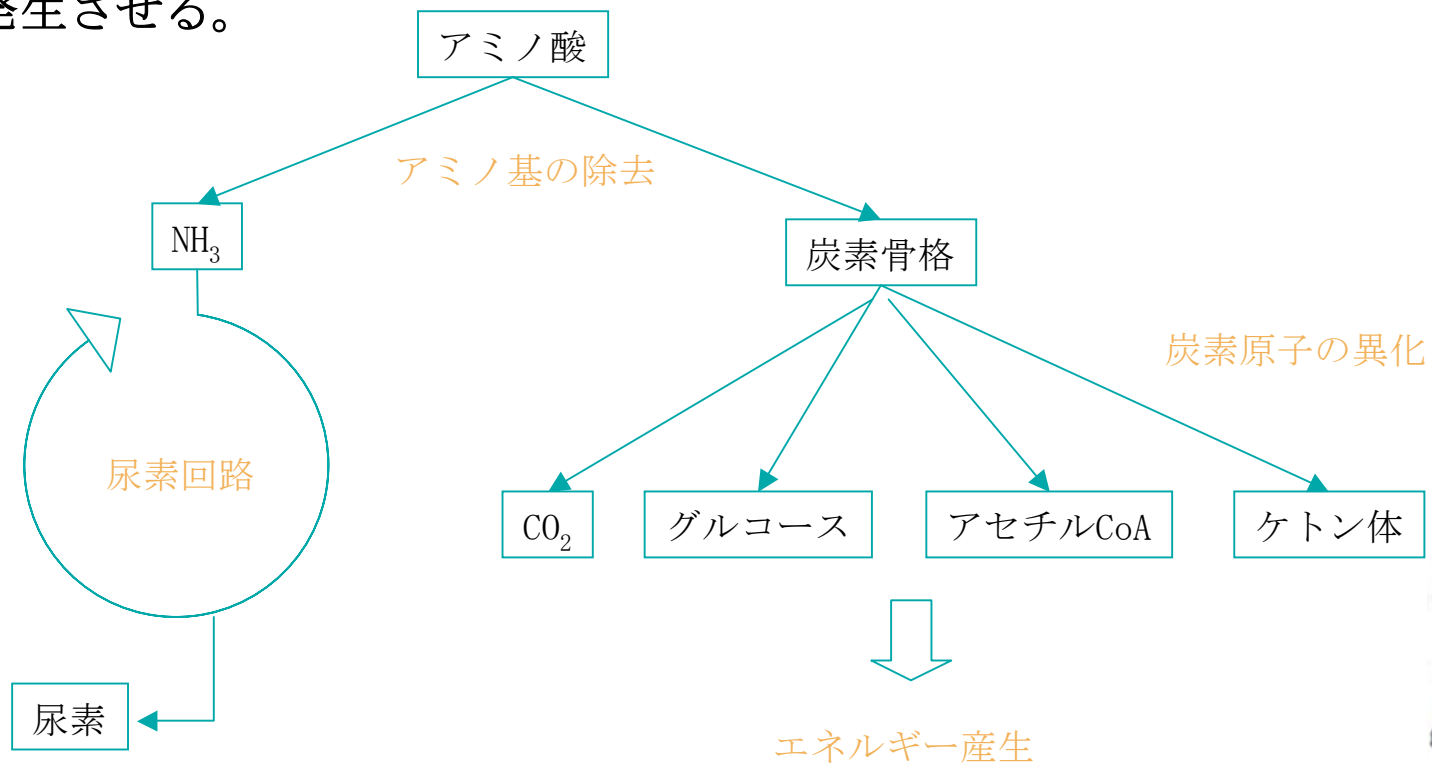 発生させる。
アミノ酸
アミノ基の除去
NH₃
炭素骨格
炭素原子の異化
尿素回路
CO₂
グルコース
アセチルCoA
ケトン体
尿素
エネルギー産生